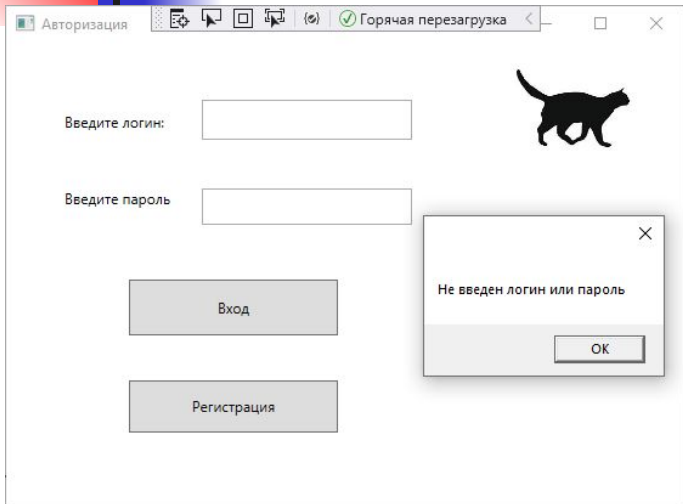 Авторизация
Горячая перезагрузка
Введите логин:
Введите пароль
Не введен логин или пароль
Вход
OK
Регистрация